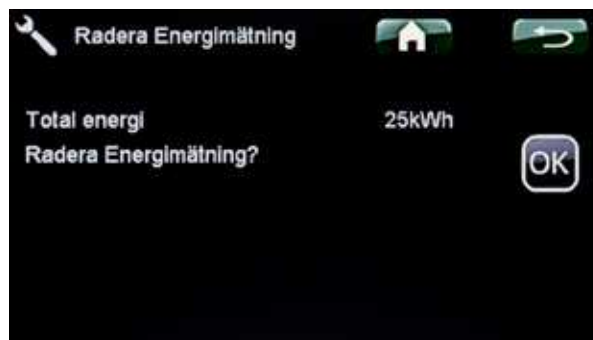 Radera Energimätning
Total energi 25kWh
Radera Energimätning?
OK